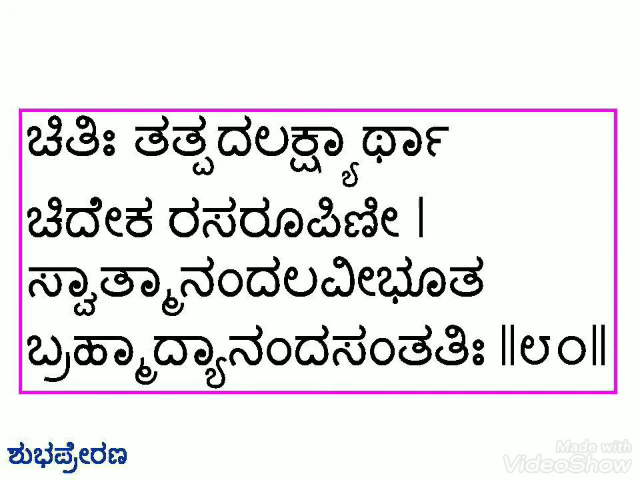 ಚಿತಿಃ ತತ್ಪದಲಕ್ಷ್ಯಾರ್ಥಾ
ಚಿದೇಕ ರಸರೂಪಿಣೀ |
ಸ್ವಾತ್ಮಾನಂದಲವೀಭೂತ
ಬ್ರಹ್ಮಾದ್ಯಾನಂದಸಂತತಿಃ ||೮೦||
ಶುಭಪ್ರೇರಣ
Made with
VideoShow